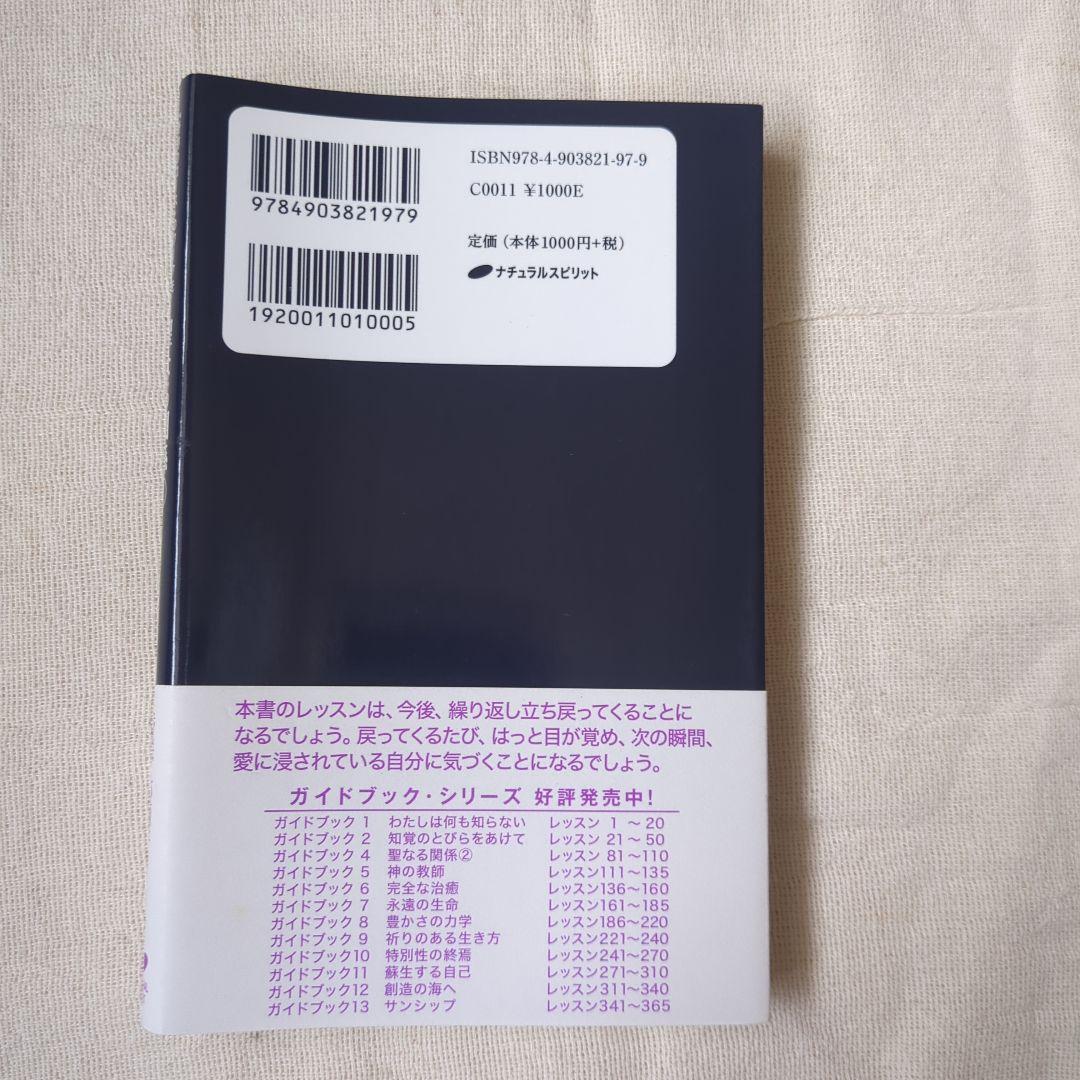 9784903821979
1920011010005
ISBN978-4-903821-97-9
C0011 ¥1000E
定価（本体1000円+税）
ナチュラルスピリット
本書のレッスンは、今後、繰り返し立ち戻ってくることに
なるでしょう。戻ってくるたび、はっと目が覚め、次の瞬間、
愛に浸されている自分に気づくことになるでしょう。
ガイドブック・シリーズ 好評発売中！
ガイドブック 1 わたしは何も知らない レッスン 1 〜 20
ガイドブック 2 知覚のとびらをあけて レッスン 21 〜 50
ガイドブック 4 聖なる関係② レッスン 81〜110
ガイドブック 5 神の教師 レッスン111〜135
ガイドブック 6 完全な治癒 レッスン136〜160
ガイドブック 7 永遠の生命 レッスン161〜185
ガイドブック 8 豊かさの力学 レッスン186〜220
ガイドブック 9 祈りのある生き方 レッスン221〜240
ガイドブック10 特別性の終焉 レッスン241〜270
ガイドブック11 蘇生する自己 レッスン271〜310
ガイドブック12 創造の海へ レッスン311〜340
ガイドブック13 サンシップ レッスン341〜365